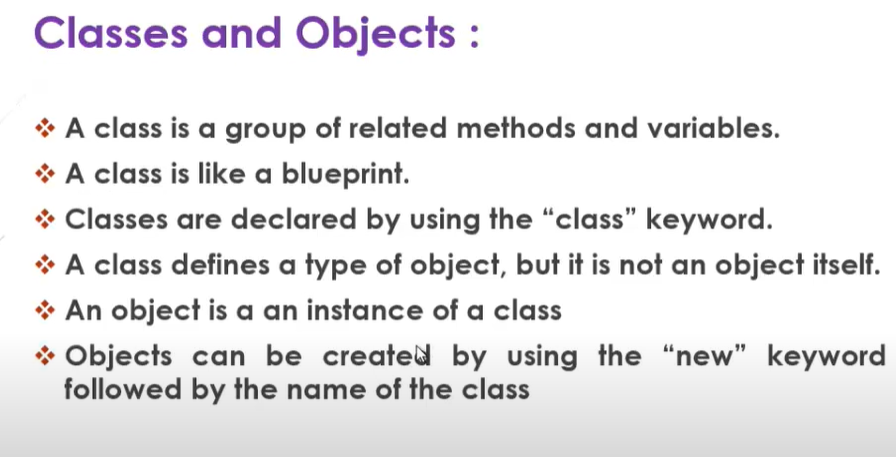 Classes and Objects :
❖ A class is a group of related methods and variables.
❖ A class is like a blueprint.
❖ Classes are declared by using the “class” keyword.
❖ A class defines a type of object, but it is not an object itself.
❖ An object is a an instance of a class
❖ Objects can be created by using the “new” keyword
followed by the name of the class